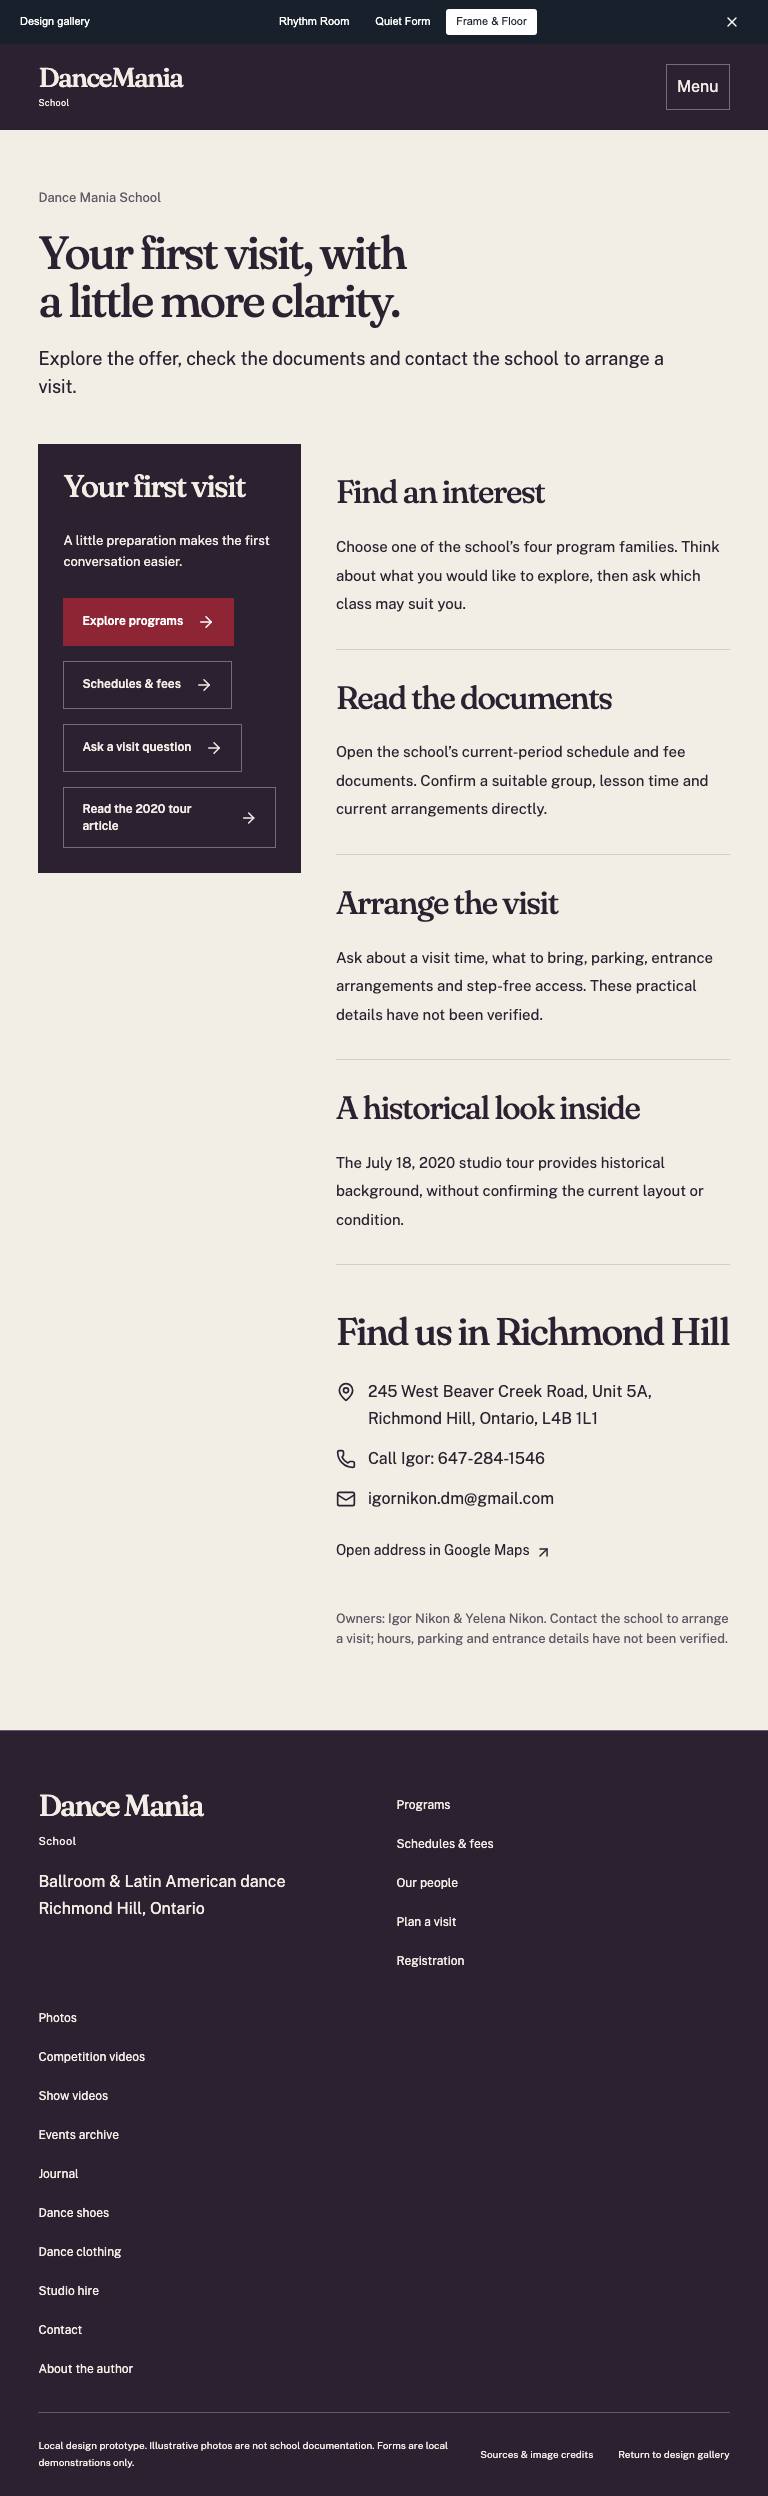 Design gallery
Rhythm Room
Quiet Form
Frame & Floor
DanceMania
School
Menu
Dance Mania School
Your first visit, with
a little more clarity.
Explore the offer, check the documents and contact the school to arrange a
visit.
Your first visit
A little preparation makes the first
conversation easier.
Explore programs
Schedules & fees
Ask a visit question
Read the 2020 tour
article
Find an interest
Choose one of the school’s four program families. Think
about what you would like to explore, then ask which
class may suit you.
Read the documents
Open the school’s current-period schedule and fee
documents. Confirm a suitable group, lesson time and
current arrangements directly.
Arrange the visit
Ask about a visit time, what to bring, parking, entrance
arrangements and step-free access. These practical
details have not been verified.
A historical look inside
The July 18, 2020 studio tour provides historical
background, without confirming the current layout or
condition.
Find us in Richmond Hill
245 West Beaver Creek Road, Unit 5A,
Richmond Hill, Ontario, L4B 1L1
Call Igor: 647-284-1546
igornikon.dm@gmail.com
Open address in Google Maps
Owners: Igor Nikon & Yelena Nikon. Contact the school to arrange
a visit; hours, parking and entrance details have not been verified.
Dance Mania
School
Ballroom & Latin American dance
Richmond Hill, Ontario
Programs
Schedules & fees
Our people
Plan a visit
Registration
Photos
Competition videos
Show videos
Events archive
Journal
Dance shoes
Dance clothing
Studio hire
Contact
About the author
Local design prototype. Illustrative photos are not school documentation. Forms are local
demonstrations only.
Sources & image credits
Return to design gallery